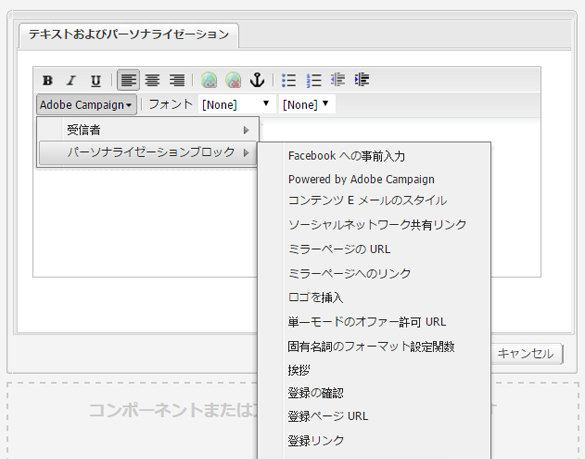 テキストおよびパーソナライゼーション
B I U
Adobe Campaign フォント [None] [None]
受信者
パーソナライゼーションブロック
Facebook への事前入力
Powered by Adobe Campaign
コンテンツ E メールのスタイル
ソーシャルネットワーク共有リンク
ミラーページの URL
ミラーページへのリンク
ロゴを挿入
単一モードのオファー許可 URL
固有名詞のフォーマット設定関数
キャンセル
挨拶
登録の確認
コンポーネントまたは
登録ページ URL
登録リンク